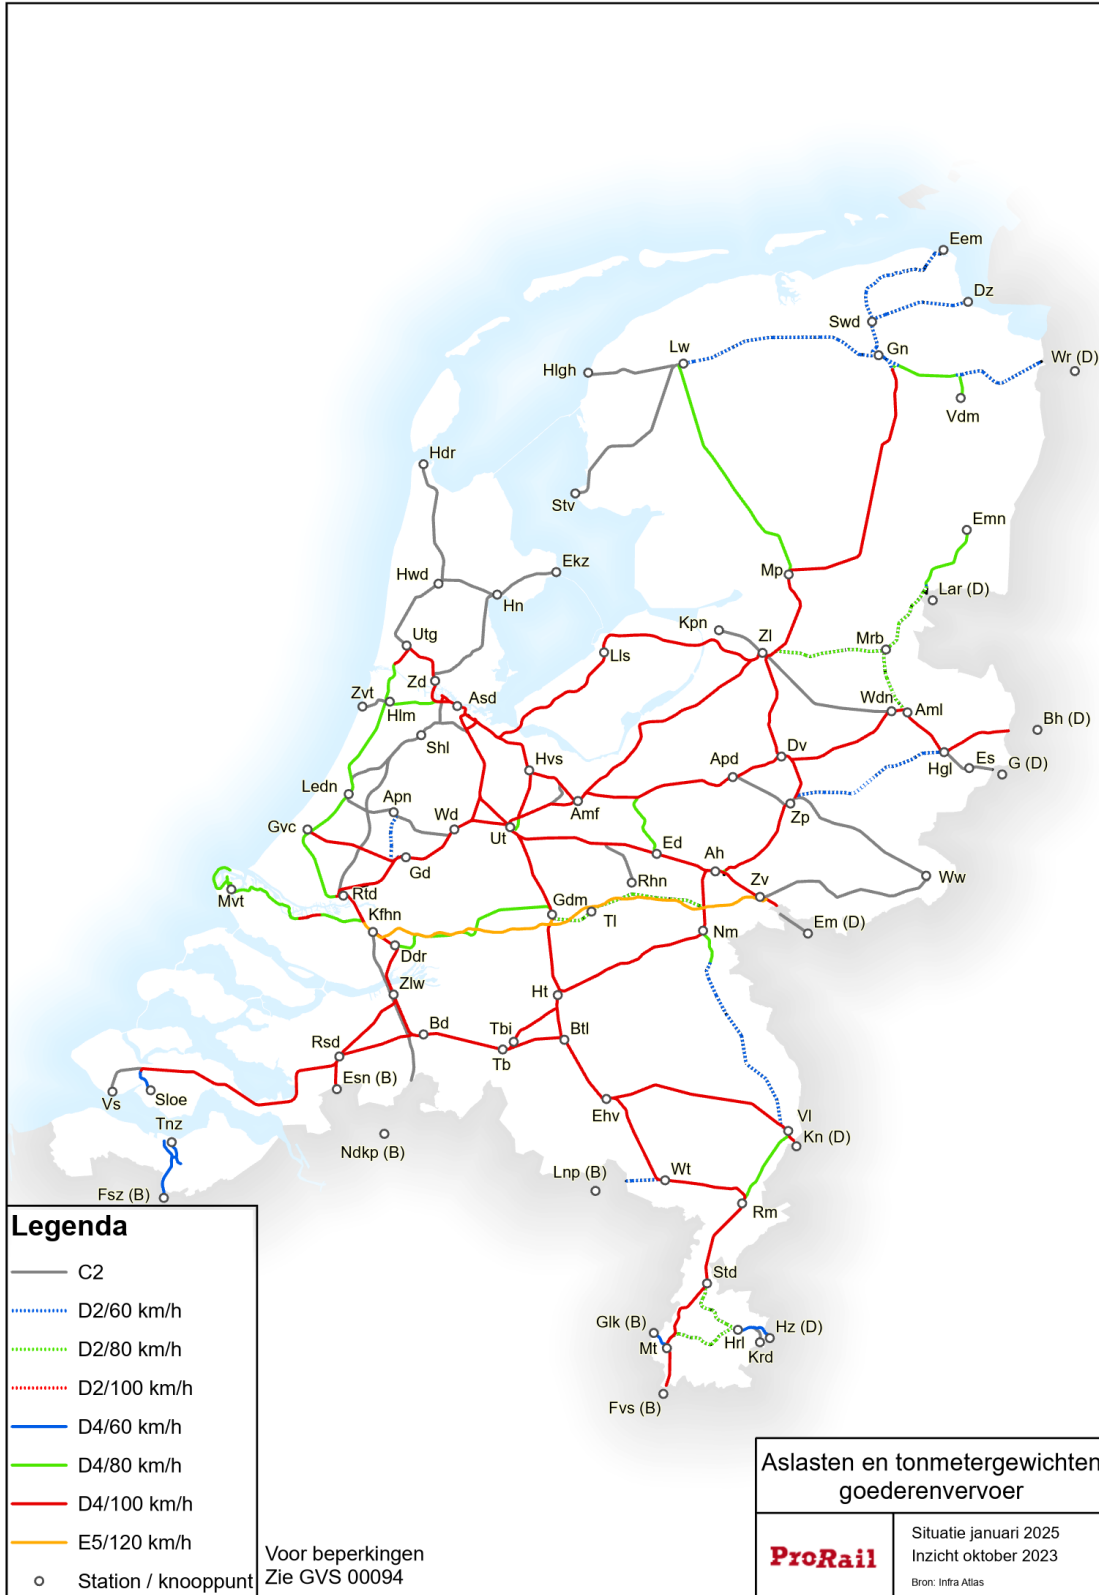 Eem
Dz
Swd
Gn
Lw
Wr (D)
Hlgh
Vdm
Hdr
Stv
Emn
Ekz
Mp
Hwd
Lar (D)
Hn
Kpn
Zl
Mrb
Utg
Lls
Zd
Asd
Wdn
Aml
Zvt
Hlm
Bh (D)
Shl
Dv
Hvs
Apd
Hgl
Es
G (D)
Ledn
Apn
Wd
Amf
Zp
Gvc
Ut
Ed
Ah
Gd
Rhn
Zv
Ww
Mvt
Rtd
Kfhn
Gdm
Tl
Em (D)
Nm
Ddr
Zlw
Ht
Bd
Tbi
Btl
Rsd
Tb
Esn (B)
Vs
Sloe
Ehv
Tnz
Vl
Kn (D)
Ndkp (B)
Lnp (B)
Wt
Fsz (B)
Rm
Std
Glk (B)
Hz (D)
Mt
Hrl
Krd
Fvs (B)
Legenda
C2
D2/60 km/h
D2/80 km/h
D2/100 km/h
D4/60 km/h
D4/80 km/h
D4/100 km/h
E5/120 km/h
Station / knooppunt
Voor beperkingen
Zie GVS 00094
Aslasten en tonmetergewichten
goederenvervoer
ProRail
Situatie januari 2025
Inzicht oktober 2023
Bron: Infra Atlas